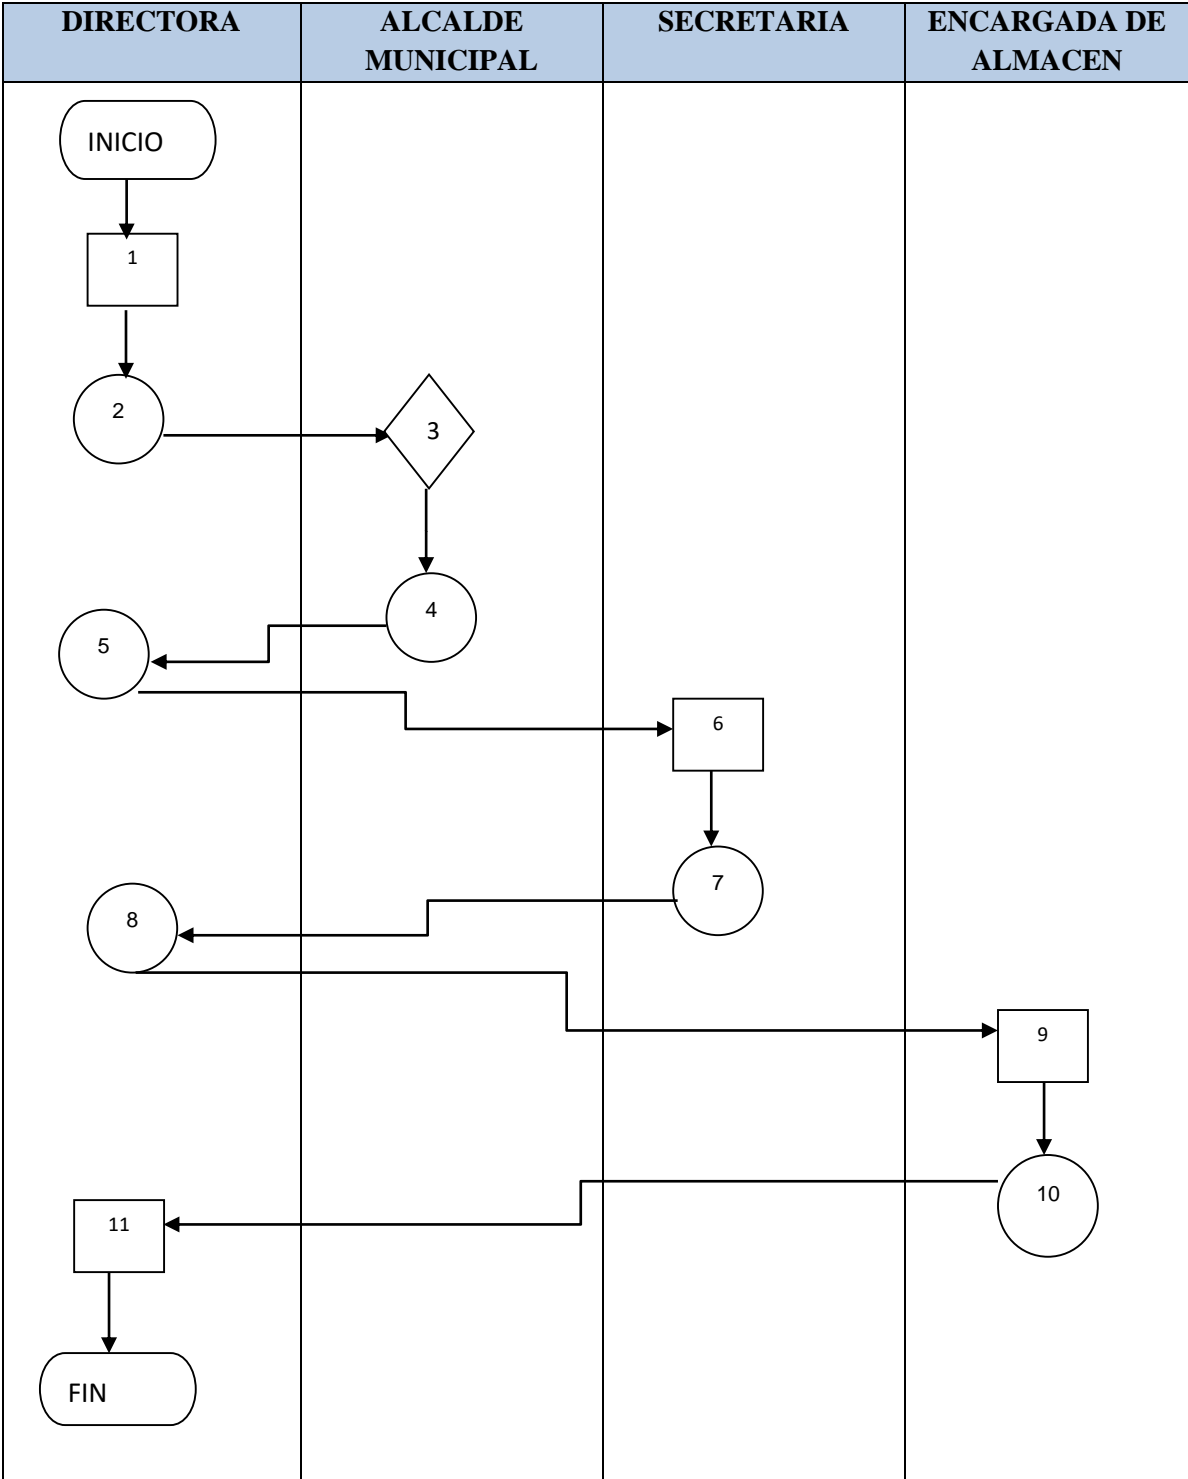 DIRECTORA
ALCALDE
MUNICIPAL
SECRETARIA
ENCARGADA DE
ALMACEN
INICIO
1
2
3
4
5
6
7
8
9
10
11
FIN